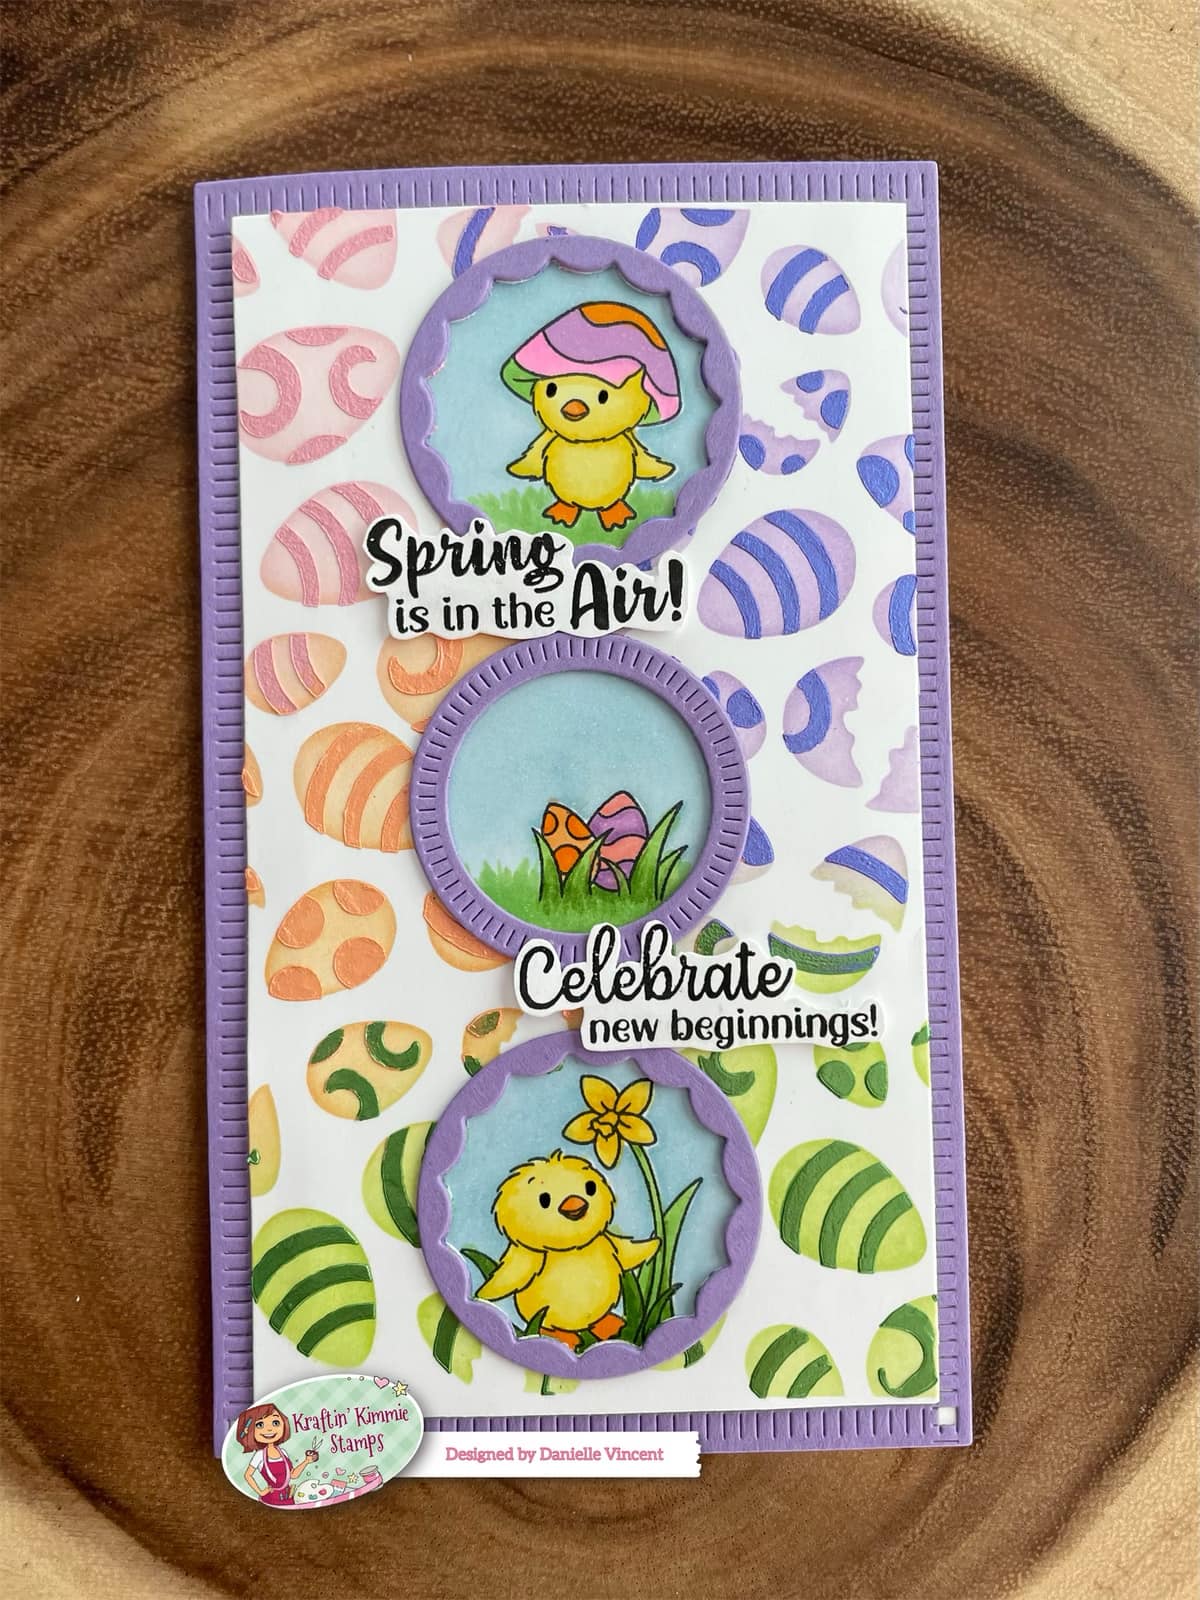 Spring
is in the Air!
Celebrate
new beginnings!
Kraftin' Kimmie
Stamps
Designed by Danielle Vincent